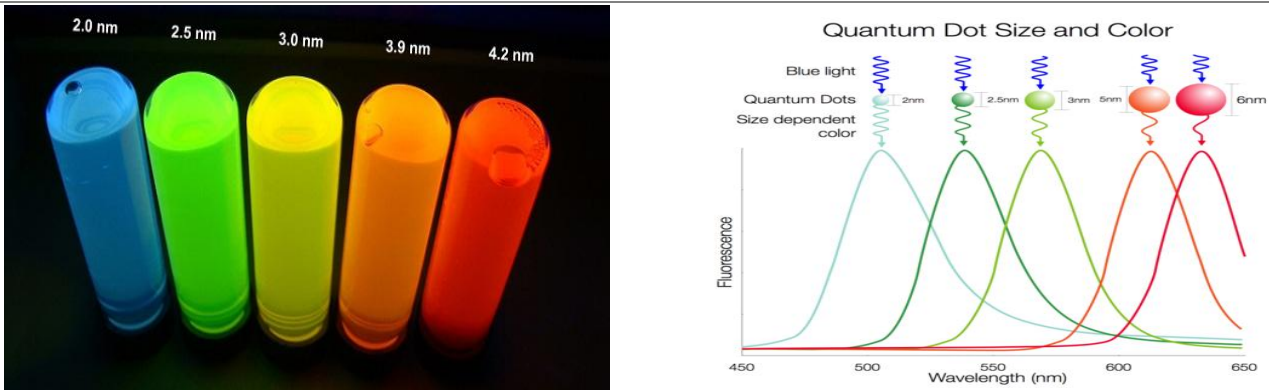 2.0 nm
2.5 nm
3.0 nm
3.9 nm
4.2 nm
Quantum Dot Size and Color
Blue light
Quantum Dots
2nm
2.5nm
3nm
5nm
6nm
Size dependent
color
Fluorescence
450
500
550
600
650
Wavelength (nm)